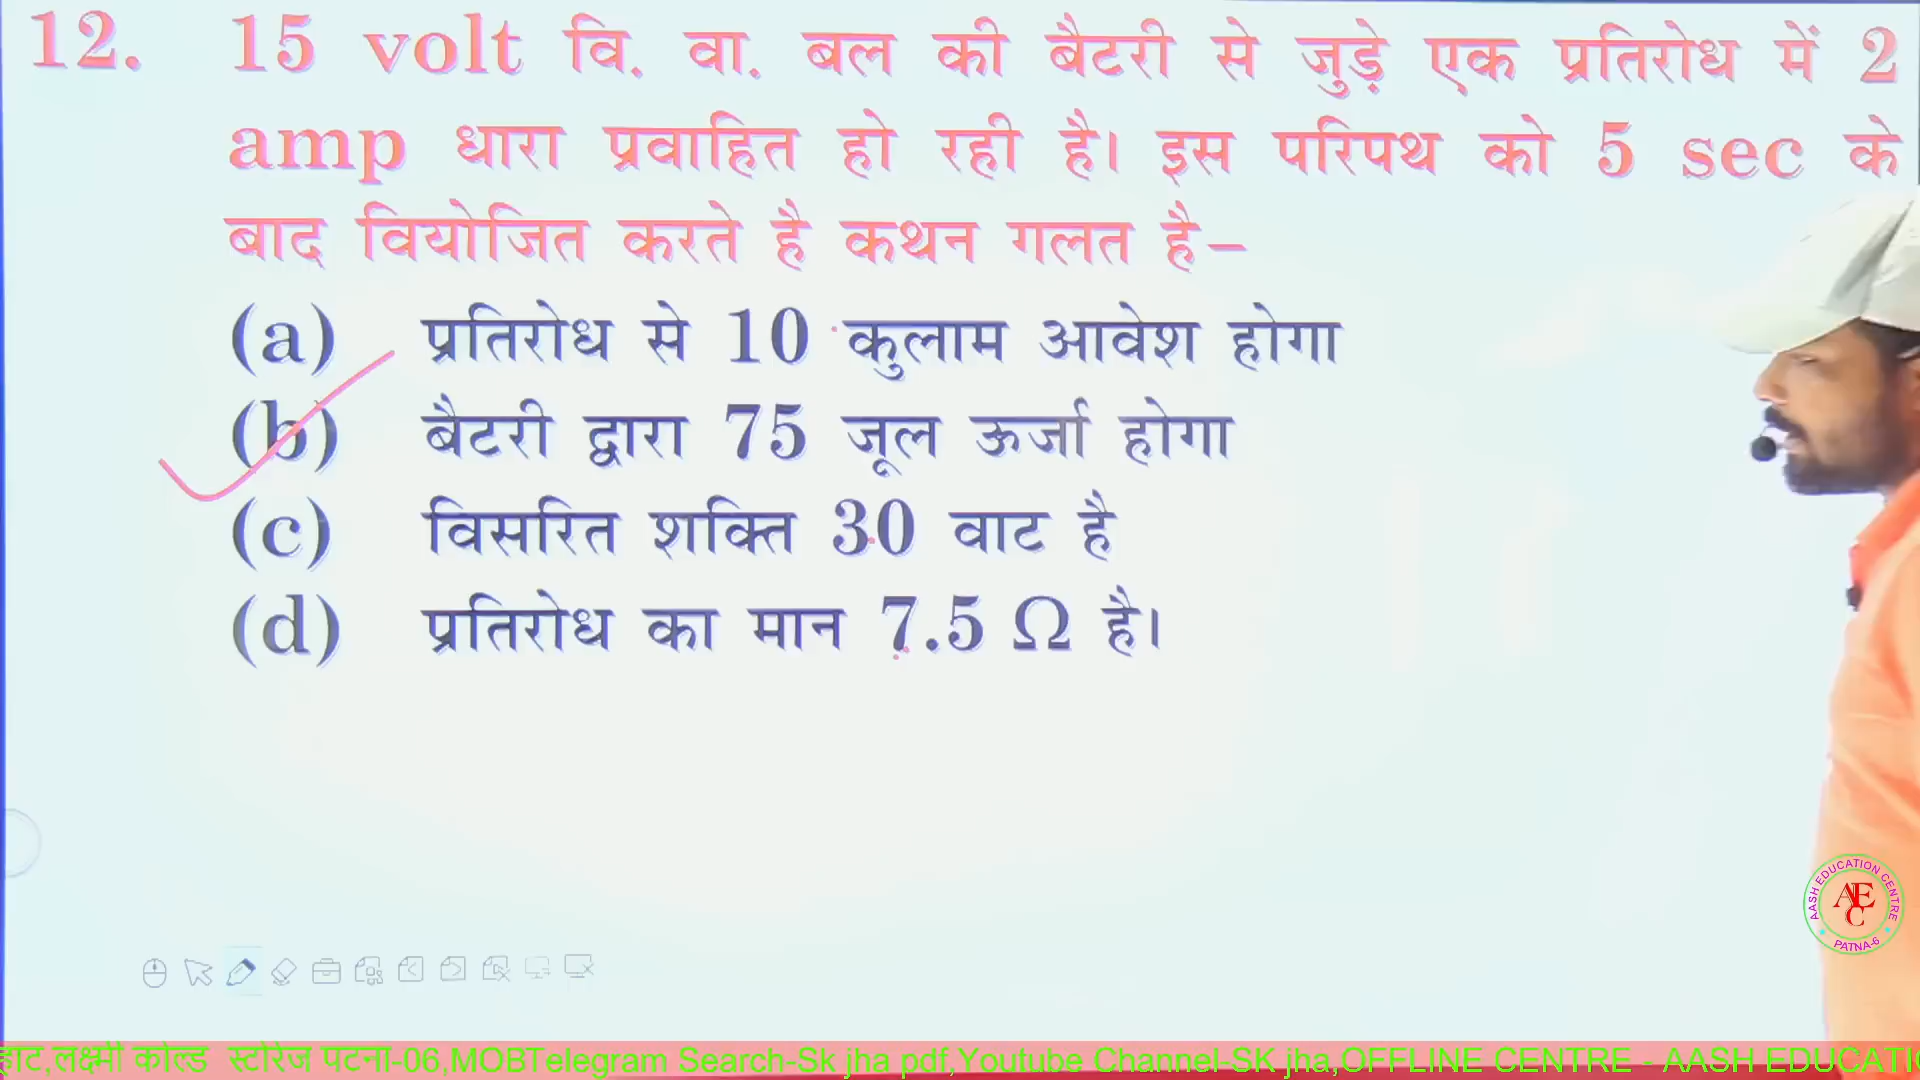 12. 15 volt वि. वा. बल की बैटरी से जुड़े एक प्रतिरोध में 2
amp धारा प्रवाहित हो रही है। इस परिपथ को 5 sec के
बाद वियोजित करते है कथन गलत है–
(a) प्रतिरोध से 10 कुलाम आवेश होगा
(b) बैटरी द्वारा 75 जूल ऊर्जा होगा
(c) विसरित शक्ति 30 वाट है
(d) प्रतिरोध का मान 7.5 Ω है।
AASH EDUCATION CENTRE
AEC
PATNA-6
हाट,लक्ष्मी कोल्ड स्टोरेज पटना-06,MOBTelegram Search-Sk jha pdf,Youtube Channel-SK jha,OFFLINE CENTRE - AASH EDUCATI